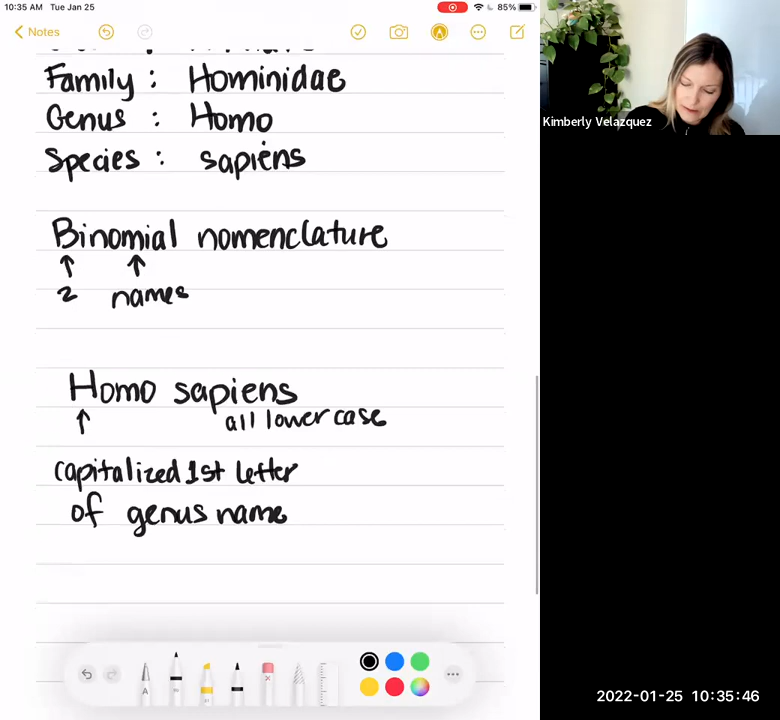 10:35 AM Tue Jan 25
85%
Notes
Family : Hominidae
Genus : Homo
Species : sapiens
Binomial nomenclature
2 names
Homo sapiens
all lower case
capitalized 1st letter
of genus name
Kimberly Velazquez
2022-01-25 10:35:46